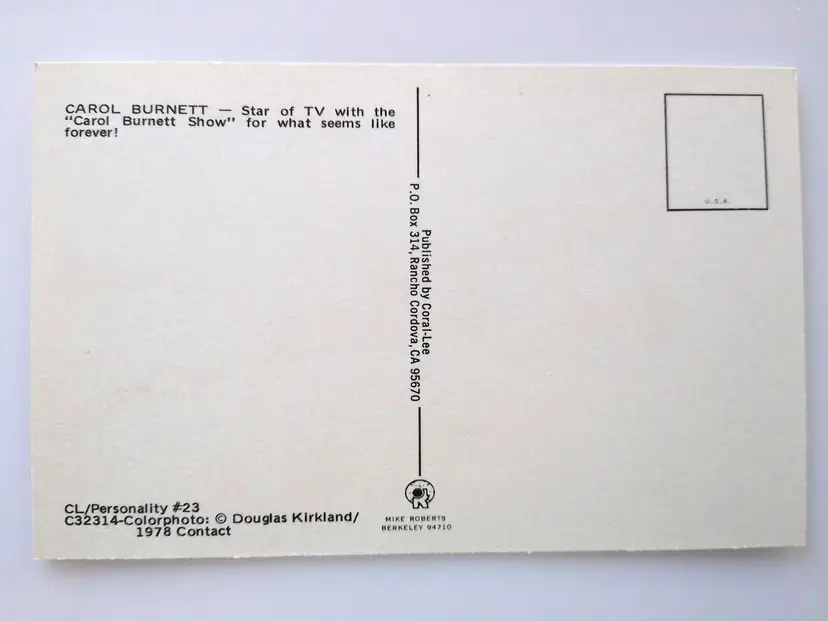 CAROL BURNETT — Star of TV with the
"Carol Burnett Show" for what seems like
forever!
U.S.A.
Published by Coral-Lee
P.O. Box 314, Rancho Cordova, CA 95670
CL/Personality #23
C32314-Colorphoto: © Douglas Kirkland/
1978 Contact
MIKE ROBERTS
BERKELEY 94710